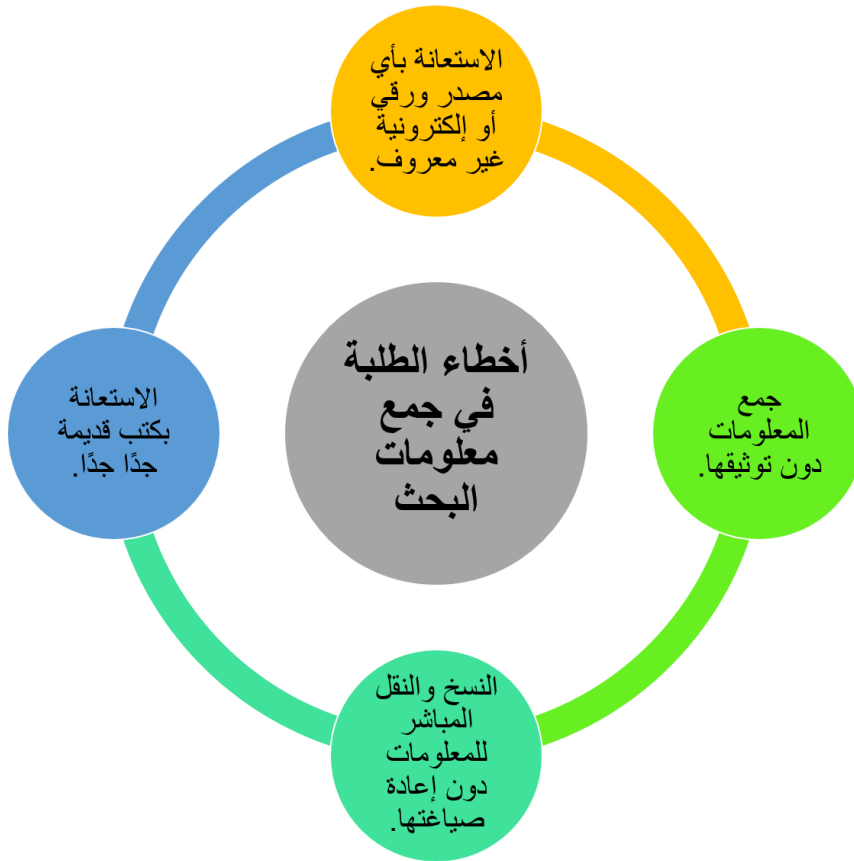 الاستعانة بأي
مصدر ورقي
أو إلكترونية
غير معروف.
أخطاء الطلبة
في جمع
معلومات
البحث
جمع
المعلومات
دون توثيقها.
النسخ والنقل
المباشر
للمعلومات
دون إعادة
صياغتها.
الاستعانة
بكتب قديمة
جدًا جدًا.